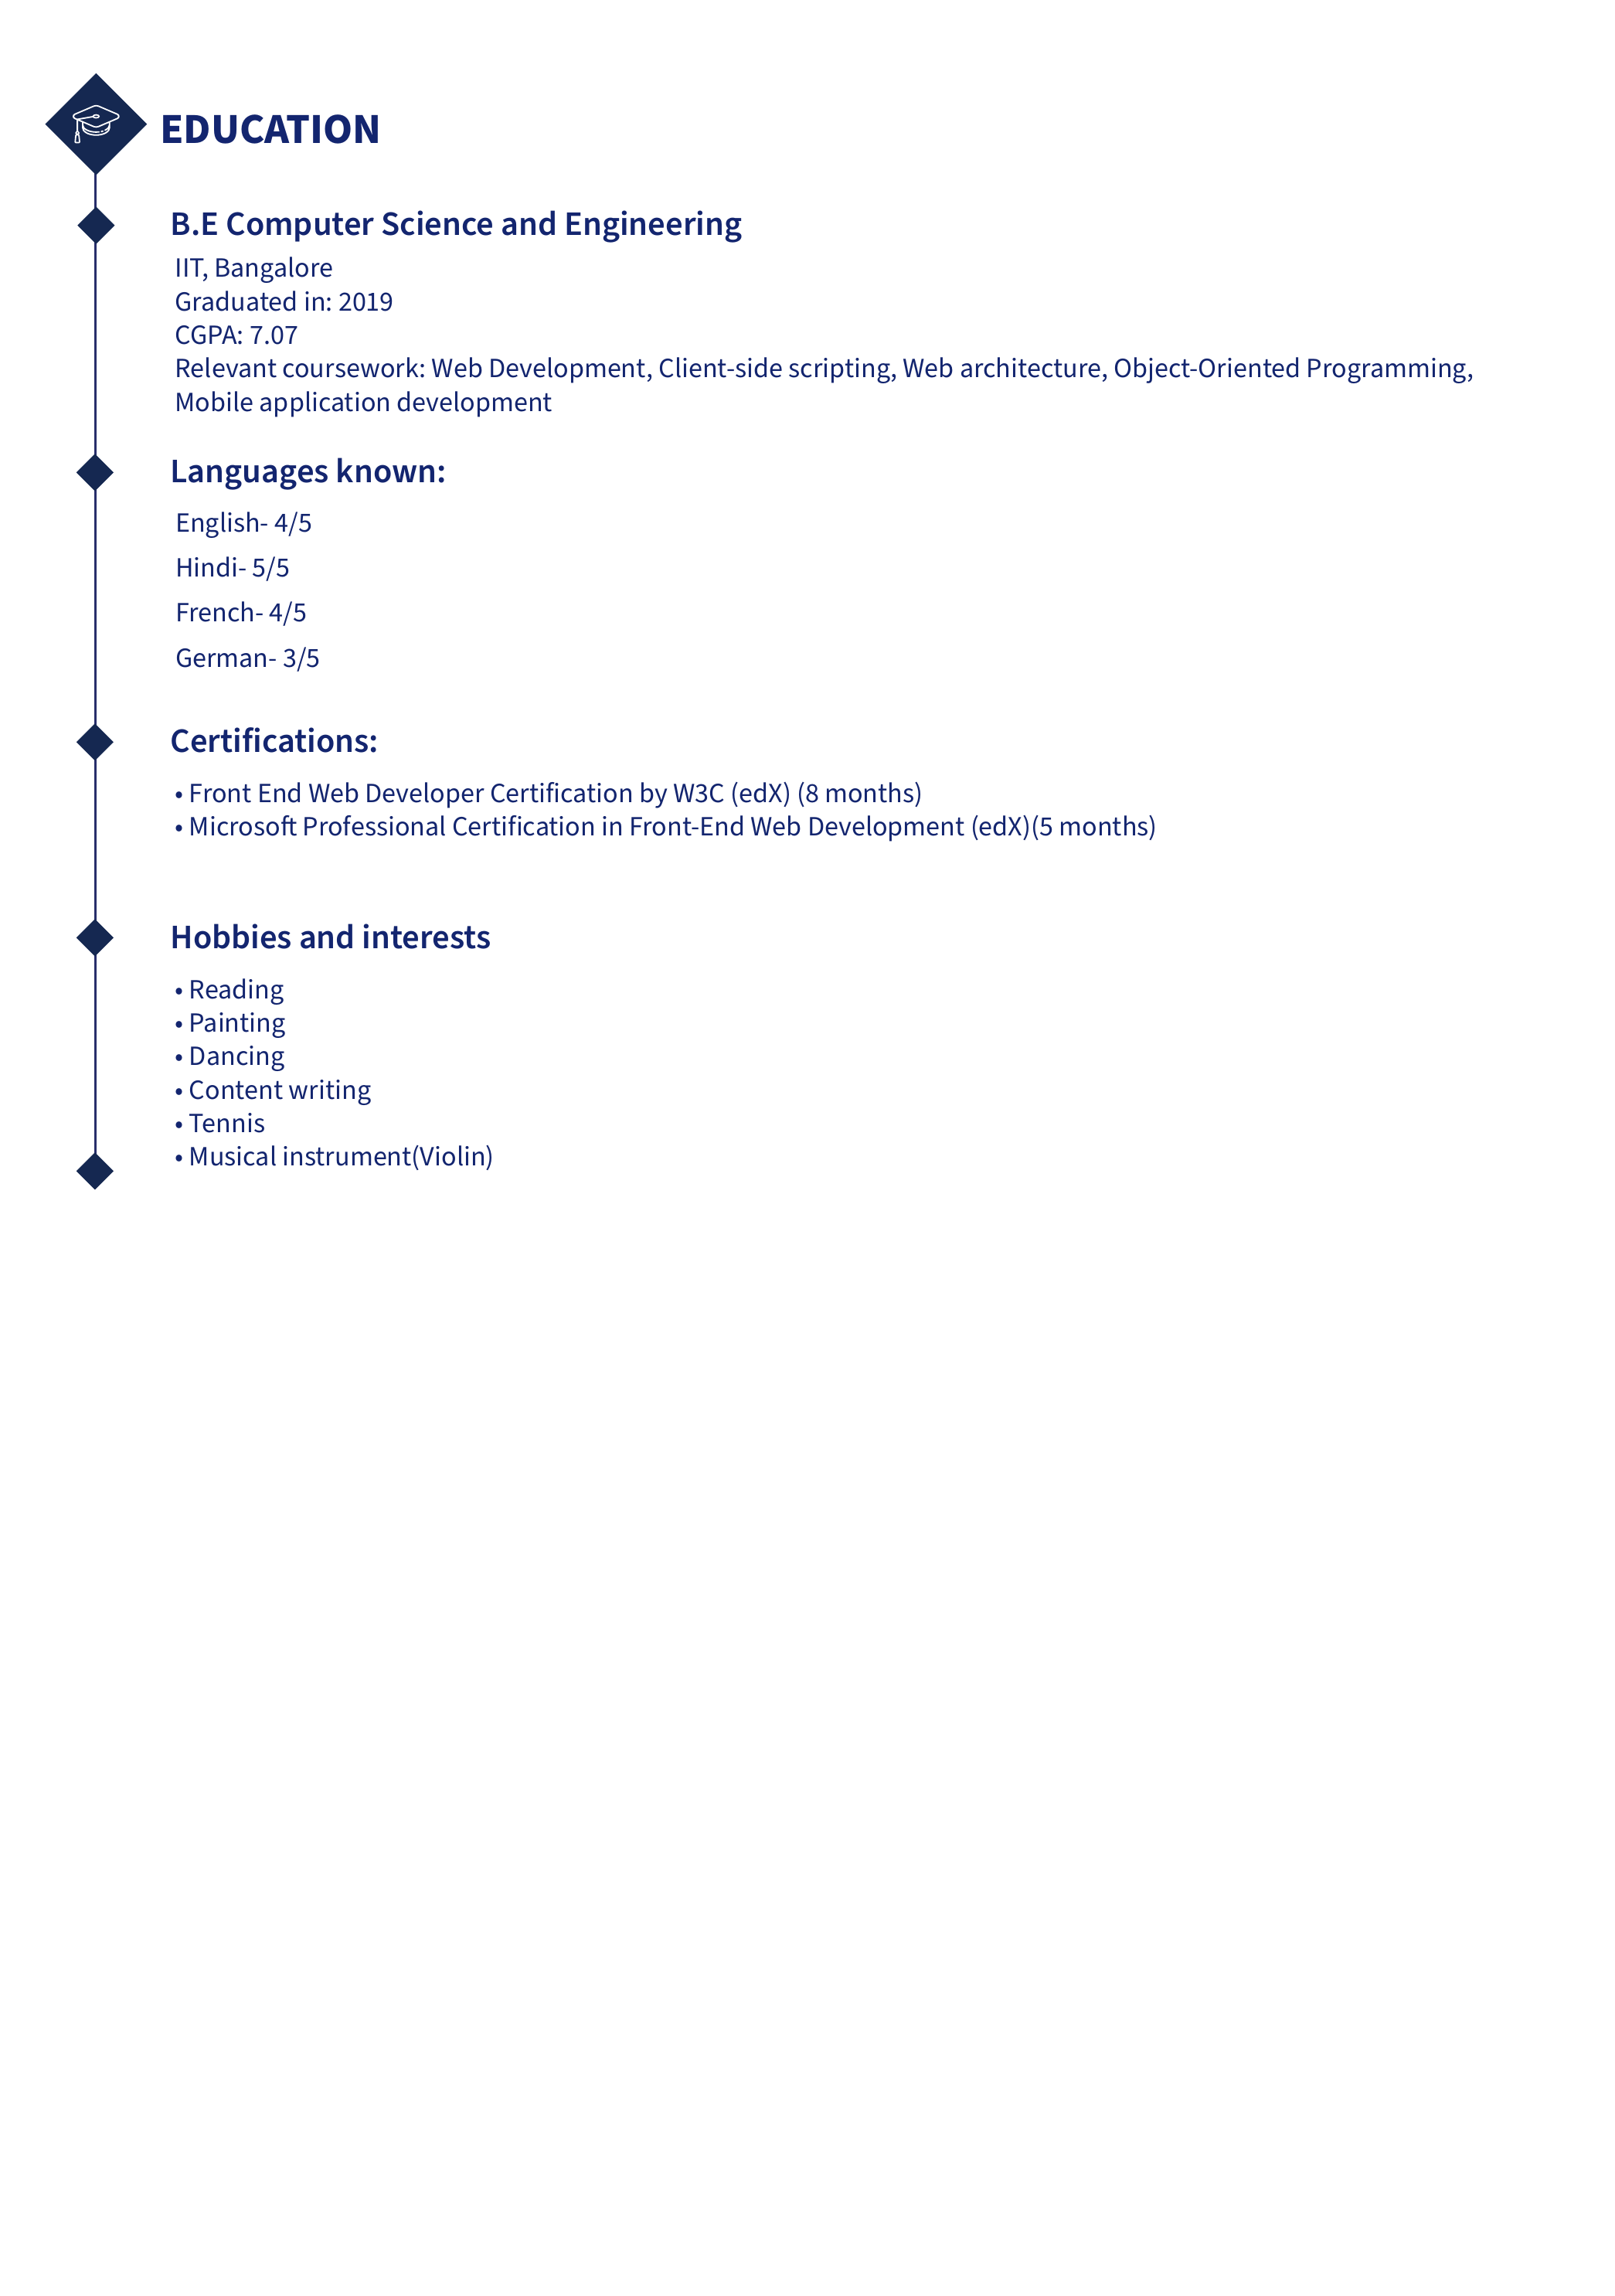 EDUCATION
B.E Computer Science and Engineering
IIT, Bangalore
Graduated in: 2019
CGPA: 7.07
Relevant coursework: Web Development, Client-side scripting, Web architecture, Object-Oriented Programming,
Mobile application development
Languages known:
English- 4/5
Hindi- 5/5
French- 4/5
German- 3/5
Certifications:
• Front End Web Developer Certification by W3C (edX) (8 months)
• Microsoft Professional Certification in Front-End Web Development (edX)(5 months)
Hobbies and interests
• Reading
• Painting
• Dancing
• Content writing
• Tennis
• Musical instrument(Violin)